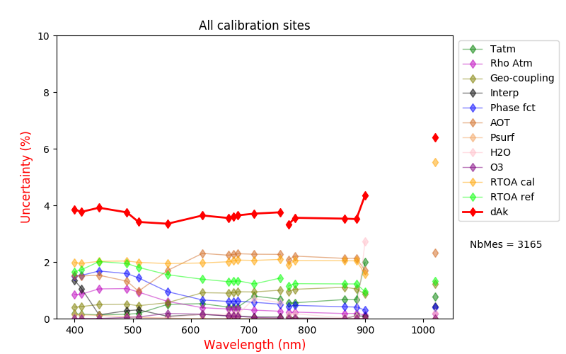 All calibration sites
Uncertainty (%)
10
8
6
4
2
0
400
500
600
700
800
900
1000
Wavelength (nm)
Tatm
Rho Atm
Geo-coupling
Interp
Phase fct
AOT
Psurf
H2O
O3
RTOA cal
RTOA ref
dAk
NbMes = 3165